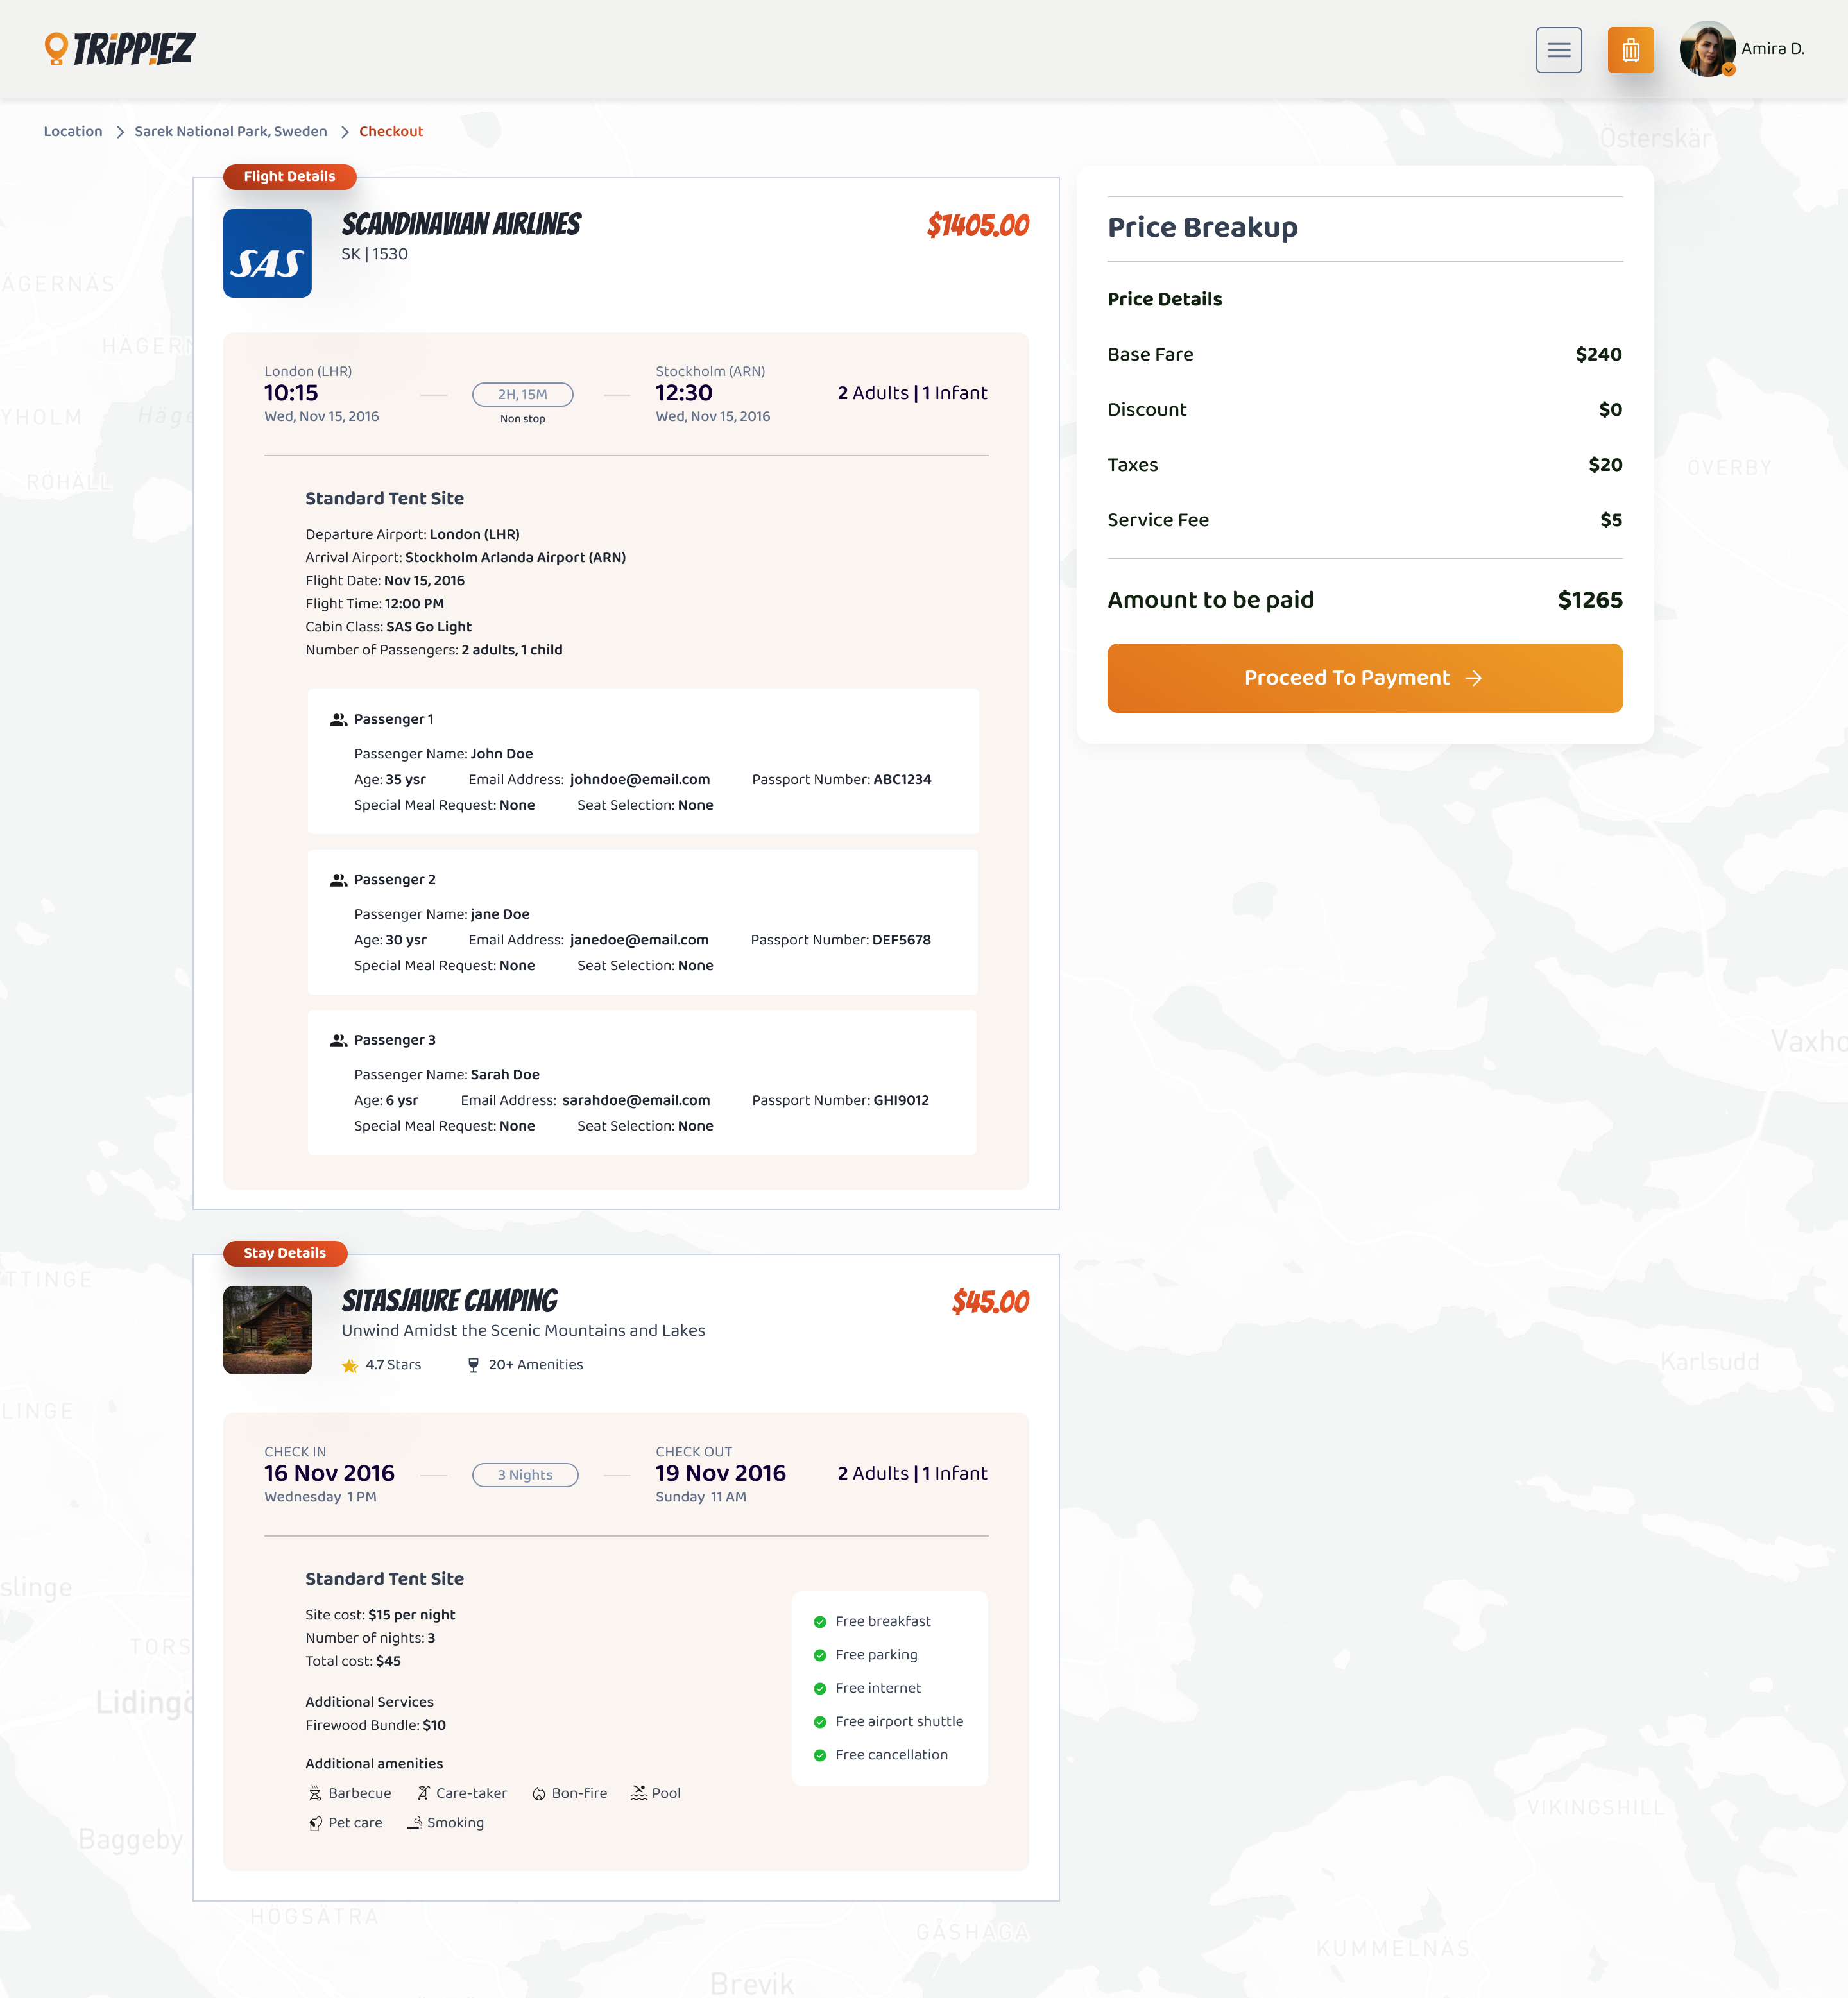 TRiPP!EZ
Amira D.
Location > Sarek National Park, Sweden > Checkout
Flight Details
SAS
SCANDINAVIAN AIRLINES
$1405.00
SK | 1530
London (LHR)
10:15
Wed, Nov 15, 2016
2H, 15M
Non stop
Stockholm (ARN)
12:30
Wed, Nov 15, 2016
2 Adults | 1 Infant
Standard Tent Site
Departure Airport: London (LHR)
Arrival Airport: Stockholm Arlanda Airport (ARN)
Flight Date: Nov 15, 2016
Flight Time: 12:00 PM
Cabin Class: SAS Go Light
Number of Passengers: 2 adults, 1 child
Passenger 1
Passenger Name: John Doe
Age: 35 ysr Email Address: johndoe@email.com Passport Number: ABC1234
Special Meal Request: None Seat Selection: None
Passenger 2
Passenger Name: jane Doe
Age: 30 ysr Email Address: janedoe@email.com Passport Number: DEF5678
Special Meal Request: None Seat Selection: None
Passenger 3
Passenger Name: Sarah Doe
Age: 6 ysr Email Address: sarahdoe@email.com Passport Number: GHI9012
Special Meal Request: None Seat Selection: None
Price Breakup
Price Details
Base Fare $240
Discount $0
Taxes $20
Service Fee $5
Amount to be paid $1265
Proceed To Payment
Stay Details
SITASJAURE CAMPING
$45.00
Unwind Amidst the Scenic Mountains and Lakes
4.7 Stars 20+ Amenities
CHECK IN
16 Nov 2016
Wednesday 1 PM
3 Nights
CHECK OUT
19 Nov 2016
Sunday 11 AM
2 Adults | 1 Infant
Standard Tent Site
Site cost: $15 per night
Number of nights: 3
Total cost: $45
Additional Services
Firewood Bundle: $10
Additional amenities
Barbecue Care-taker Bon-fire Pool
Pet care Smoking
Free breakfast
Free parking
Free internet
Free airport shuttle
Free cancellation
Österskär
ÖVERBY
RÖHÄLL
Karlsudd
Baggeby
VIKINGSHILL
HÖGSÄTRA
GÅSHAGA
KUMMELNÄS
Brevik